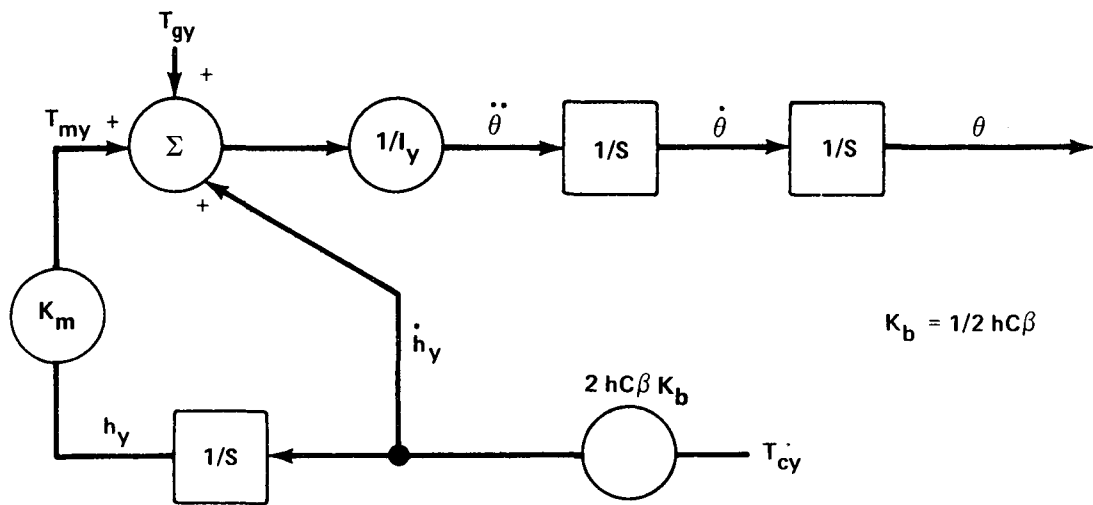 T_gy
+
T_my +
Σ
1/I_y
θ̈
1/S
θ̇
1/S
θ
+
K_m
ḣ_y
K_b = 1/2 hCβ
2 hCβ K_b
h_y
1/S
T_cy